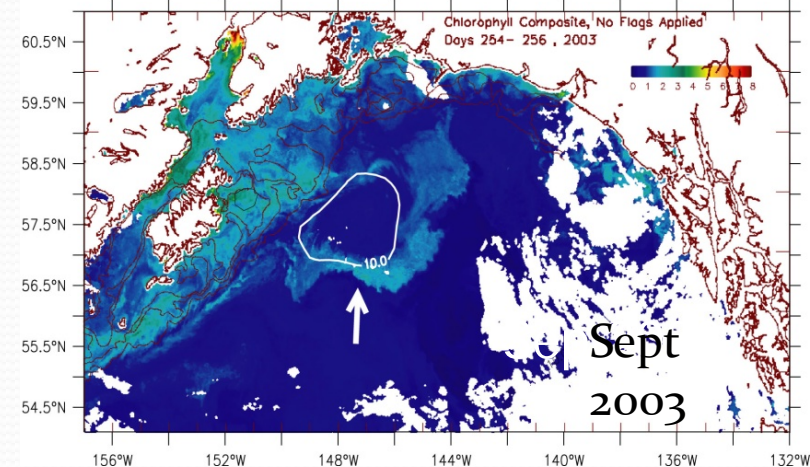 Chlorophyll Composite, No Flags Applied
Days 254- 256 , 2003
0 1 2 3 4 5 6 7 8
60.5°N
59.5°N
58.5°N
57.5°N
56.5°N
55.5°N
54.5°N
10.0
Sept
2003
156°W 152°W 148°W 144°W 140°W 136°W 132°W